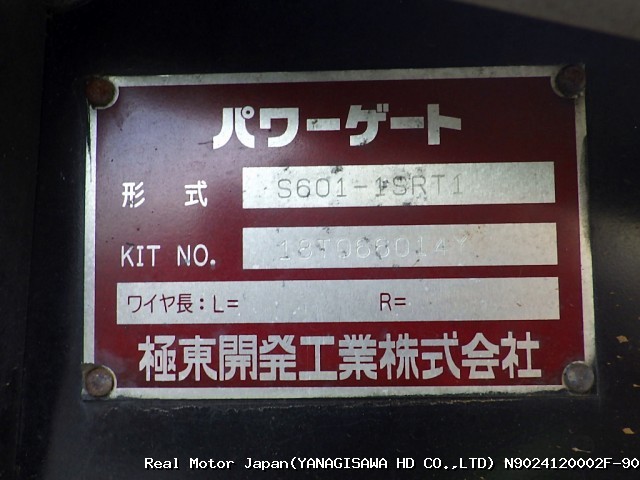 パワーゲート
形 式 S601-1SRT1
KIT NO.
ワイヤ長:L= R=
極東開発工業株式会社
Real Motor Japan(YANAGISAWA HD CO.,LTD) N9024120002F-90